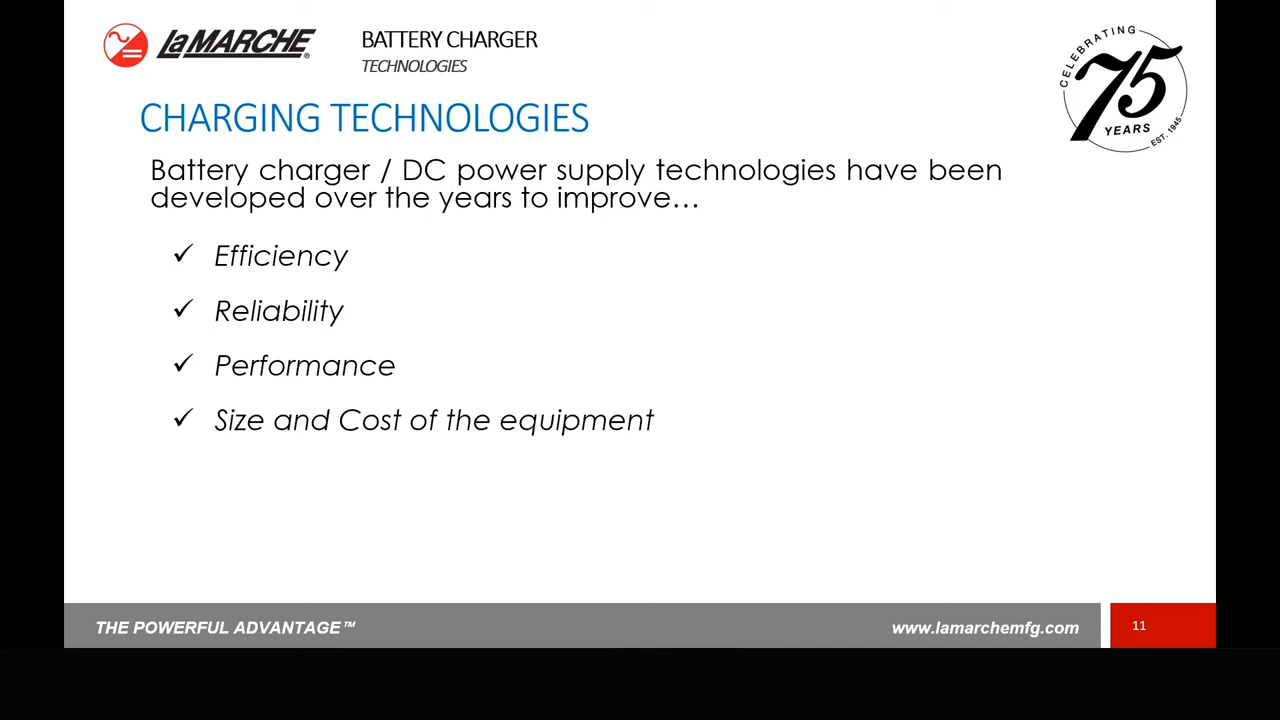 LaMARCHE®
BATTERY CHARGER
TECHNOLOGIES
CELEBRATING
75
YEARS
EST. 1945
CHARGING TECHNOLOGIES
Battery charger / DC power supply technologies have been
developed over the years to improve…
✓ Efficiency
✓ Reliability
✓ Performance
✓ Size and Cost of the equipment
THE POWERFUL ADVANTAGE™
www.lamarchemfg.com
11